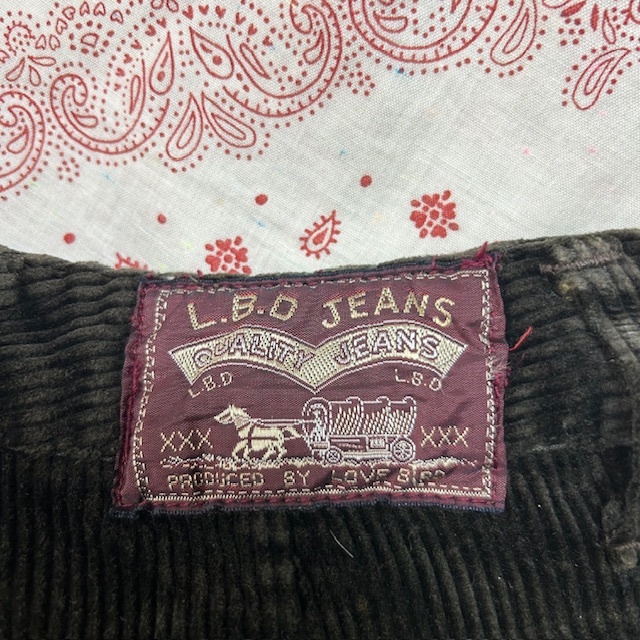 L.B.D JEANS
QUALITY JEANS
L.B.D L.B.D
XXX XXX
PRODUCED BY LOVE BIRD